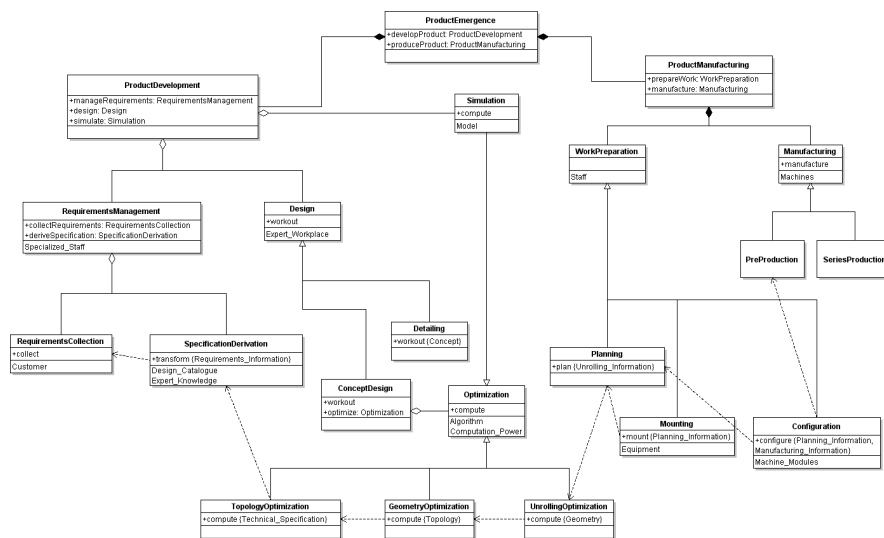 ProductEmergence
+developProduct: ProductDevelopment
+produceProduct: ProductManufacturing
ProductDevelopment
+manageRequirements: RequirementsManagement
+design: Design
+simulate: Simulation
Simulation
+compute
Model
ProductManufacturing
+prepareWork: WorkPreparation
+manufacture: Manufacturing
WorkPreparation
Staff
Manufacturing
+manufacture
Machines
RequirementsManagement
+collectRequirements: RequirementsCollection
+deriveSpecification: SpecificationDerivation
Specialized_Staff
Design
+workout
Expert_Workplace
PreProduction
SeriesProduction
RequirementsCollection
+collect
Customer
SpecificationDerivation
+transform (Requirements_Information)
Design_Catalogue
Expert_Knowledge
Detailing
+workout (Concept)
Planning
+plan (Unrolling_Information)
ConceptDesign
+workout
+optimize: Optimization
Optimization
+compute
Algorithm
Computation_Power
Mounting
+mount (Planning_Information)
Equipment
Configuration
+configure (Planning_Information,
Manufacturing_Information)
Machine_Modules
TopologyOptimization
+compute (Technical_Specification)
GeometryOptimization
+compute (Topology)
UnrollingOptimization
+compute (Geometry)